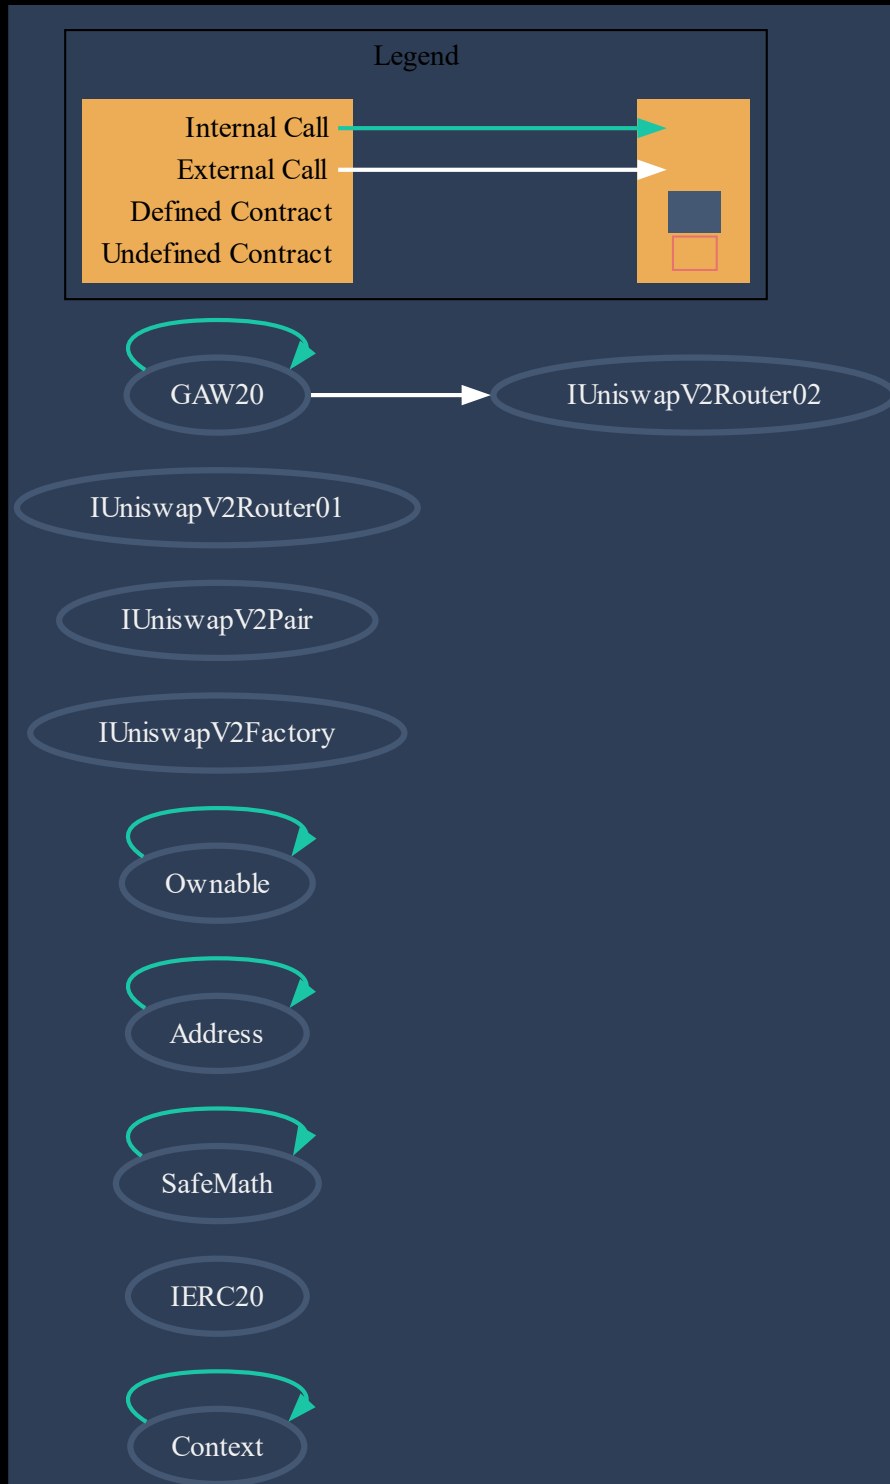 Legend
Internal Call
External Call
Defined Contract
Undefined Contract
GAW20
IUniswapV2Router02
IUniswapV2Router01
IUniswapV2Pair
IUniswapV2Factory
Ownable
Address
SafeMath
IERC20
Context